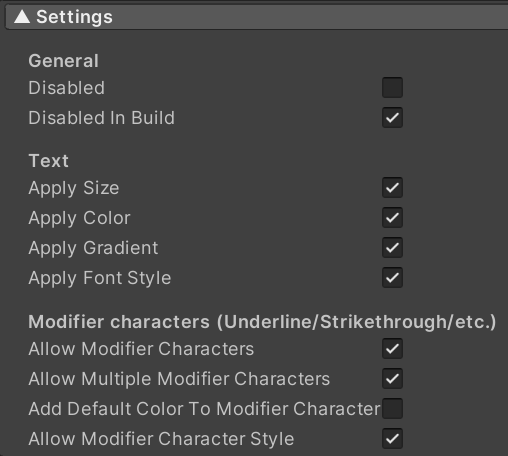 Settings
General
Disabled
Disabled In Build
Text
Apply Size
Apply Color
Apply Gradient
Apply Font Style
Modifier characters (Underline/Strikethrough/etc.)
Allow Modifier Characters
Allow Multiple Modifier Characters
Add Default Color To Modifier Character
Allow Modifier Character Style